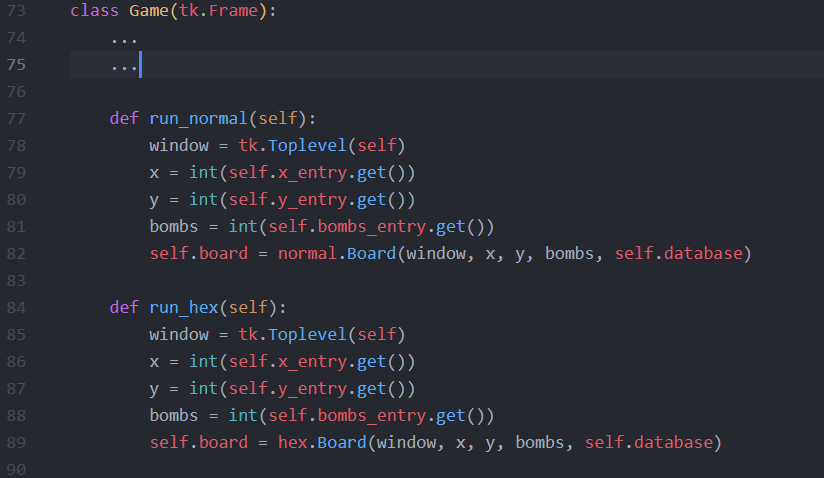 73 class Game(tk.Frame):
74     ...
75     ...
76
77     def run_normal(self):
78         window = tk.Toplevel(self)
79         x = int(self.x_entry.get())
80         y = int(self.y_entry.get())
81         bombs = int(self.bombs_entry.get())
82         self.board = normal.Board(window, x, y, bombs, self.database)
83
84     def run_hex(self):
85         window = tk.Toplevel(self)
86         x = int(self.x_entry.get())
87         y = int(self.y_entry.get())
88         bombs = int(self.bombs_entry.get())
89         self.board = hex.Board(window, x, y, bombs, self.database)
90